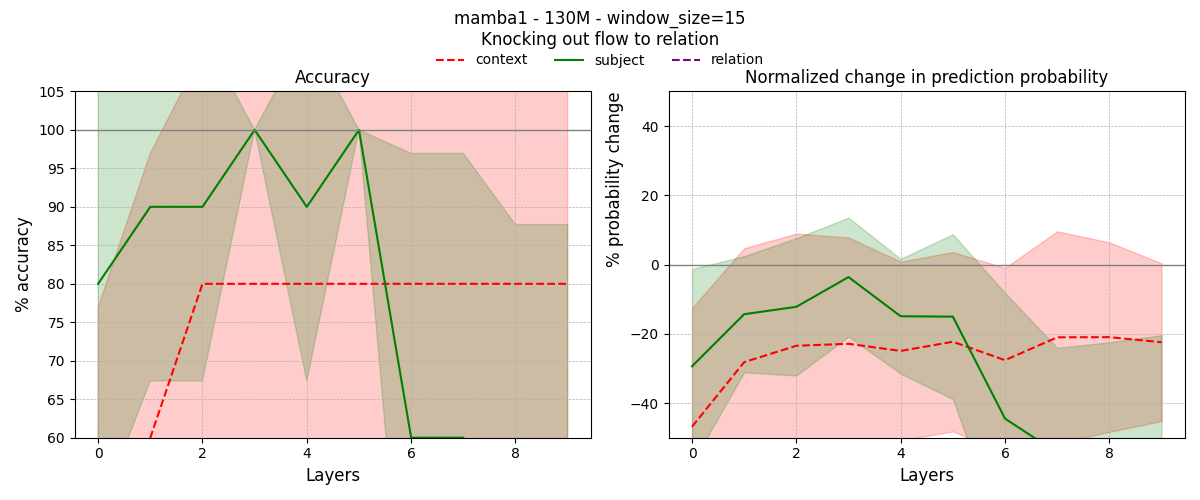 mamba1 - 130M - window_size=15
Knocking out flow to relation
context subject relation
Accuracy
% accuracy
105
100
95
90
85
80
75
70
65
60
0 2 4 6 8
Layers
Normalized change in prediction probability
% probability change
40
20
0
−20
−40
0 2 4 6 8
Layers